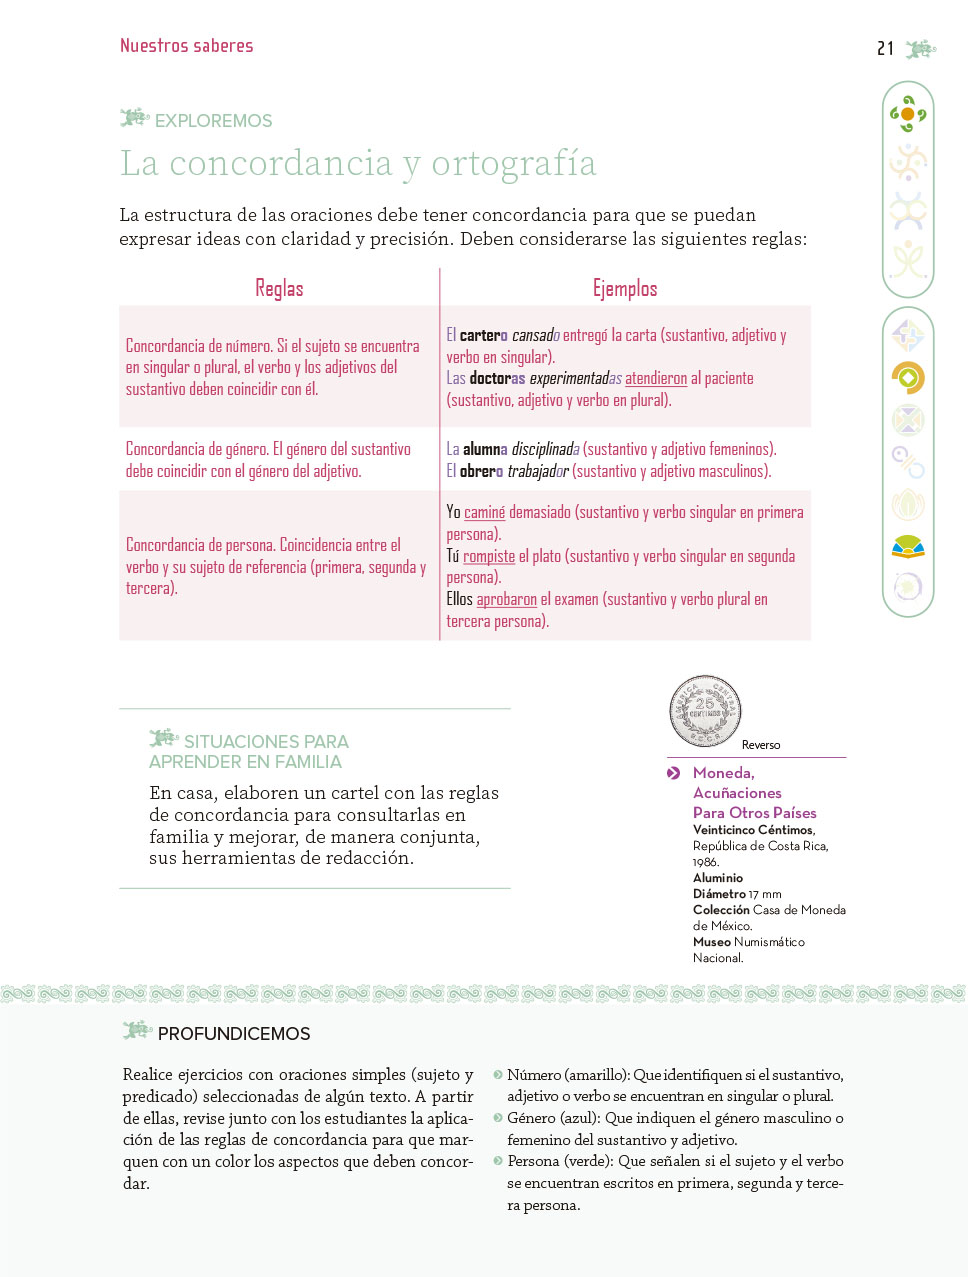 Nuestros saberes
21
EXPLOREMOS
La concordancia y ortografía
La estructura de las oraciones debe tener concordancia para que se puedan
expresar ideas con claridad y precisión. Deben considerarse las siguientes reglas:
Reglas
Ejemplos
Concordancia de número. Si el sujeto se encuentra
en singular o plural, el verbo y los adjetivos del
sustantivo deben coincidir con él.
El cartero cansado entregó la carta (sustantivo, adjetivo y
verbo en singular).
Las doctoras experimentadas atendieron al paciente
(sustantivo, adjetivo y verbo en plural).
Concordancia de género. El género del sustantivo
debe coincidir con el género del adjetivo.
La alumna disciplinada (sustantivo y adjetivo femeninos).
El obrero trabajador (sustantivo y adjetivo masculinos).
Concordancia de persona. Coincidencia entre el
verbo y su sujeto de referencia (primera, segunda y
tercera).
Yo caminé demasiado (sustantivo y verbo singular en primera
persona).
Tú rompiste el plato (sustantivo y verbo singular en segunda
persona).
Ellos aprobaron el examen (sustantivo y verbo plural en
tercera persona).
SITUACIONES PARA
APRENDER EN FAMILIA
En casa, elaboren un cartel con las reglas
de concordancia para consultarlas en
familia y mejorar, de manera conjunta,
sus herramientas de redacción.
AMERICA CENTRAL
25
CENTIMOS
B.C.C.R.
Reverso
Moneda,
Acuñaciones
Para Otros Países
Veinticinco Céntimos,
República de Costa Rica,
1986.
Aluminio
Diámetro 17 mm
Colección Casa de Moneda
de México.
Museo Numismático
Nacional.
PROFUNDICEMOS
Realice ejercicios con oraciones simples (sujeto y
predicado) seleccionadas de algún texto. A partir
de ellas, revise junto con los estudiantes la aplica-
ción de las reglas de concordancia para que mar-
quen con un color los aspectos que deben concor-
dar.
Número (amarillo): Que identifiquen si el sustantivo,
adjetivo o verbo se encuentran en singular o plural.
Género (azul): Que indiquen el género masculino o
femenino del sustantivo y adjetivo.
Persona (verde): Que señalen si el sujeto y el verbo
se encuentran escritos en primera, segunda y terce-
ra persona.